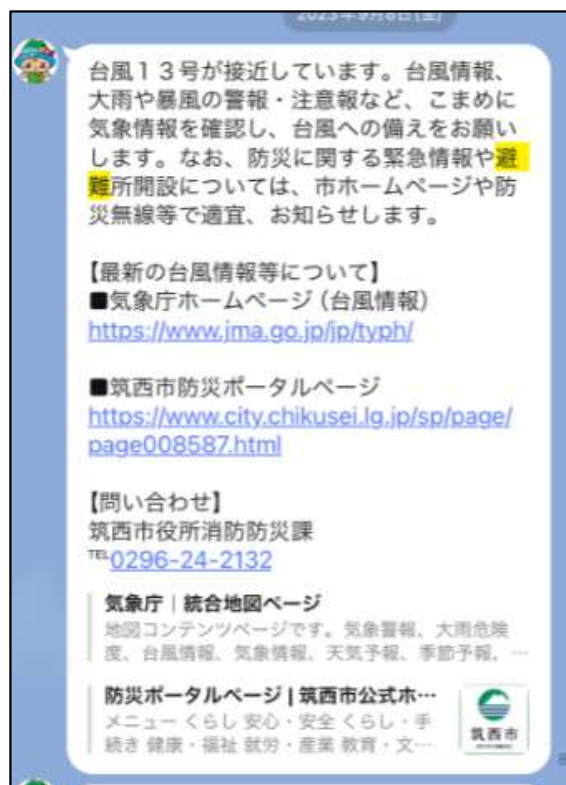 2023年9月8日(金)
台風１３号が接近しています。台風情報、
大雨や暴風の警報・注意報など、こまめに
気象情報を確認し、台風への備えをお願い
します。なお、防災に関する緊急情報や避
難所開設については、市ホームページや防
災無線等で適宜、お知らせします。
【最新の台風情報等について】
■気象庁ホームページ（台風情報）
https://www.jma.go.jp/jp/typh/
■筑西市防災ポータルページ
https://www.city.chikusei.lg.jp/sp/page/
page008587.html
【問い合わせ】
筑西市役所消防防災課
℡0296-24-2132
気象庁｜統合地図ページ
地図コンテンツページです。気象警報、大雨危険
度、台風情報、気象情報、天気予報、季節予報、…
防災ポータルページ | 筑西市公式ホ…
メニュー くらし 安心・安全 くらし・手
続き 健康・福祉 就労・産業 教育・文…
筑西市